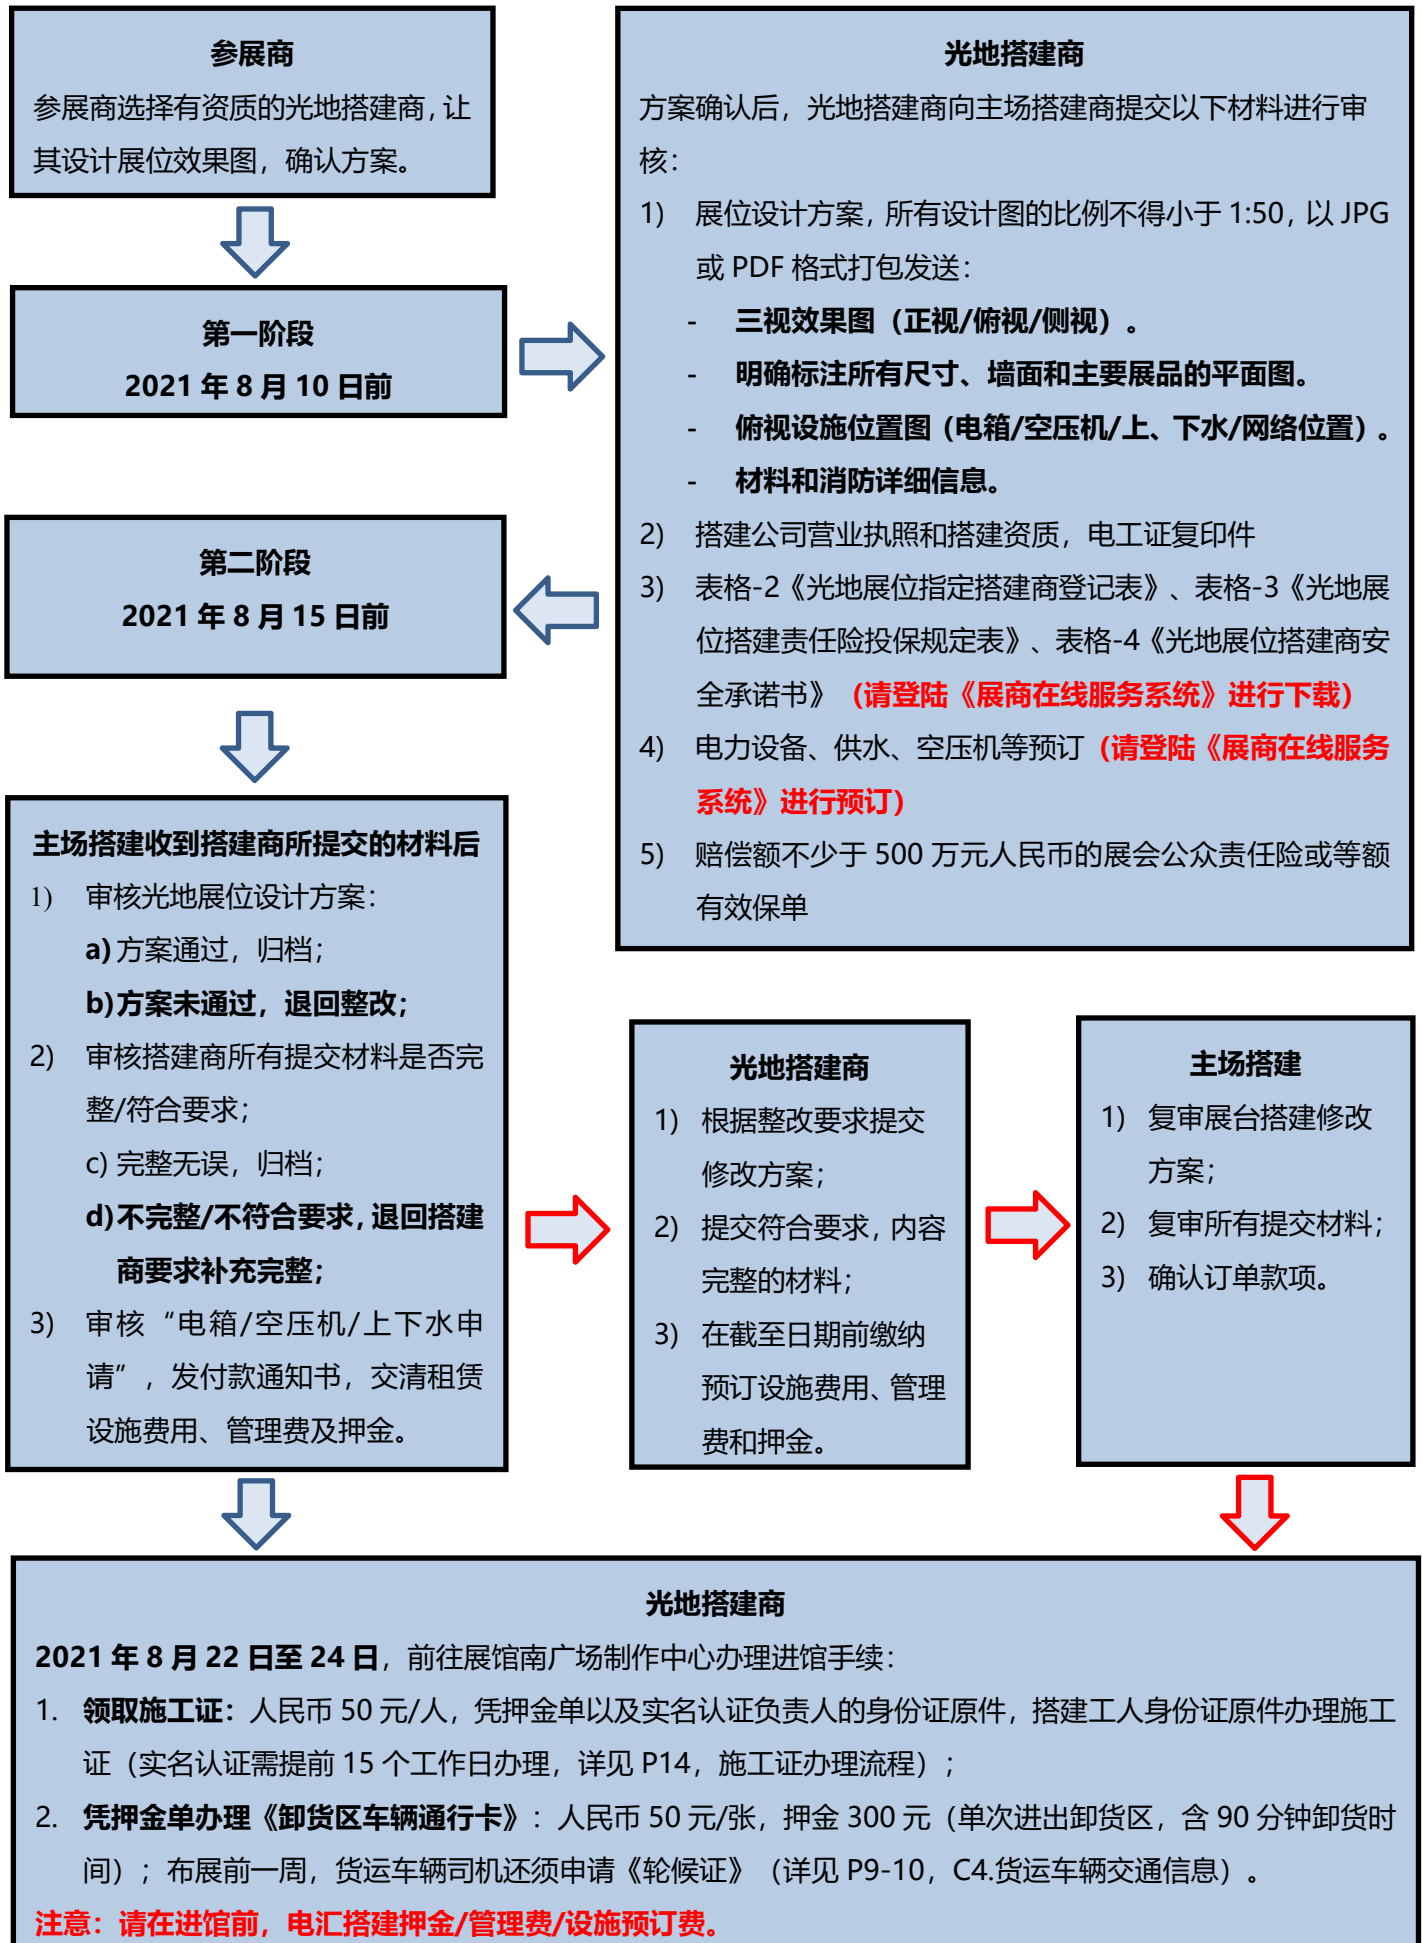 参展商
参展商选择有资质的光地搭建商，让
其设计展位效果图，确认方案。
第一阶段
2021 年 8 月 10 日前
光地搭建商
方案确认后，光地搭建商向主场搭建商提交以下材料进行审
核：
1) 展位设计方案，所有设计图的比例不得小于 1:50，以 JPG
或 PDF 格式打包发送：
- 三视效果图（正视/俯视/侧视）。
- 明确标注所有尺寸、墙面和主要展品的平面图。
- 俯视设施位置图（电箱/空压机/上、下水/网络位置）。
- 材料和消防详细信息。
2) 搭建公司营业执照和搭建资质，电工证复印件
3) 表格-2《光地展位指定搭建商登记表》、表格-3《光地展
位搭建责任险投保规定表》、表格-4《光地展位搭建商安
全承诺书》（请登陆《展商在线服务系统》进行下载）
4) 电力设备、供水、空压机等预订（请登陆《展商在线服务
系统》进行预订）
5) 赔偿额不少于 500 万元人民币的展会公众责任险或等额
有效保单
第二阶段
2021 年 8 月 15 日前
主场搭建收到搭建商所提交的材料后
1) 审核光地展位设计方案：
a) 方案通过，归档；
b)方案未通过，退回整改；
2) 审核搭建商所有提交材料是否完
整/符合要求；
c) 完整无误，归档；
d)不完整/不符合要求，退回搭建
商要求补充完整；
3) 审核“电箱/空压机/上下水申
请”，发付款通知书，交清租赁
设施费用、管理费及押金。
光地搭建商
1) 根据整改要求提交
修改方案；
2) 提交符合要求，内容
完整的材料；
3) 在截至日期前缴纳
预订设施费用、管理
费和押金。
主场搭建
1) 复审展台搭建修改
方案；
2) 复审所有提交材料；
3) 确认订单款项。
光地搭建商
2021 年 8 月 22 日至 24 日，前往展馆南广场制作中心办理进馆手续：
1. 领取施工证：人民币 50 元/人，凭押金单以及实名认证负责人的身份证原件，搭建工人身份证原件办理施工
证（实名认证需提前 15 个工作日办理，详见 P14，施工证办理流程）；
2. 凭押金单办理《卸货区车辆通行卡》：人民币 50 元/张，押金 300 元（单次进出卸货区，含 90 分钟卸货时
间）；布展前一周，货运车辆司机还须申请《轮候证》（详见 P9-10，C4.货运车辆交通信息）。
注意：请在进馆前，电汇搭建押金/管理费/设施预订费。